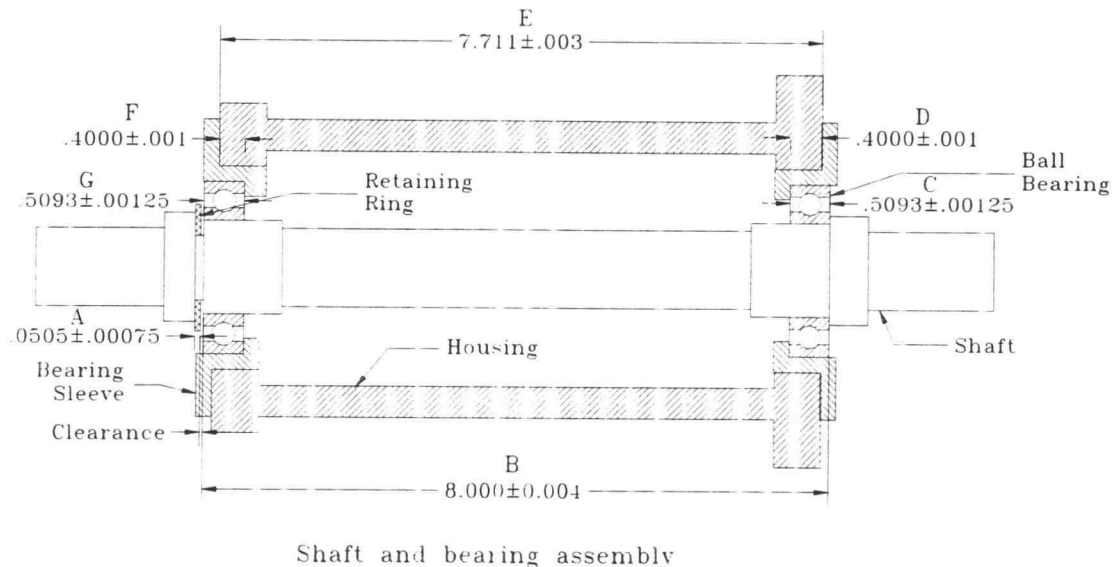 E
7.711±.003
F
.4000±.001
D
.4000±.001
G
.5093±.00125
Retaining
Ring
Ball
Bearing
C
.5093±.00125
A
.0505±.00075
Bearing
Sleeve
Housing
Shaft
Clearance
B
8.000±0.004
Shaft and bearing assembly